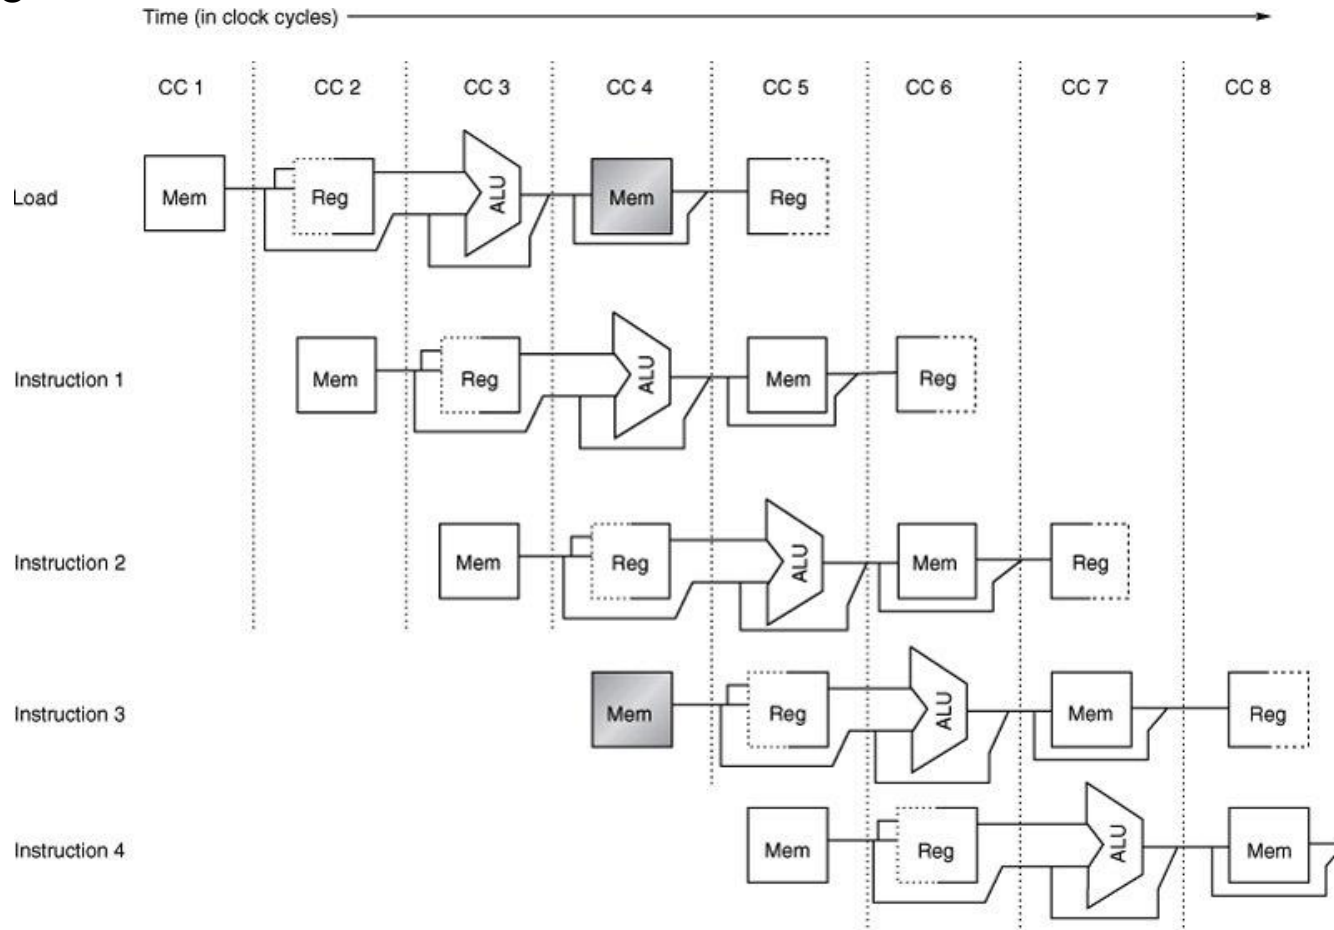 Time (in clock cycles)
CC 1 CC 2 CC 3 CC 4 CC 5 CC 6 CC 7 CC 8
Load Mem Reg ALU Mem Reg
Instruction 1 Mem Reg ALU Mem Reg
Instruction 2 Mem Reg ALU Mem Reg
Instruction 3 Mem Reg ALU Mem Reg
Instruction 4 Mem Reg ALU Mem